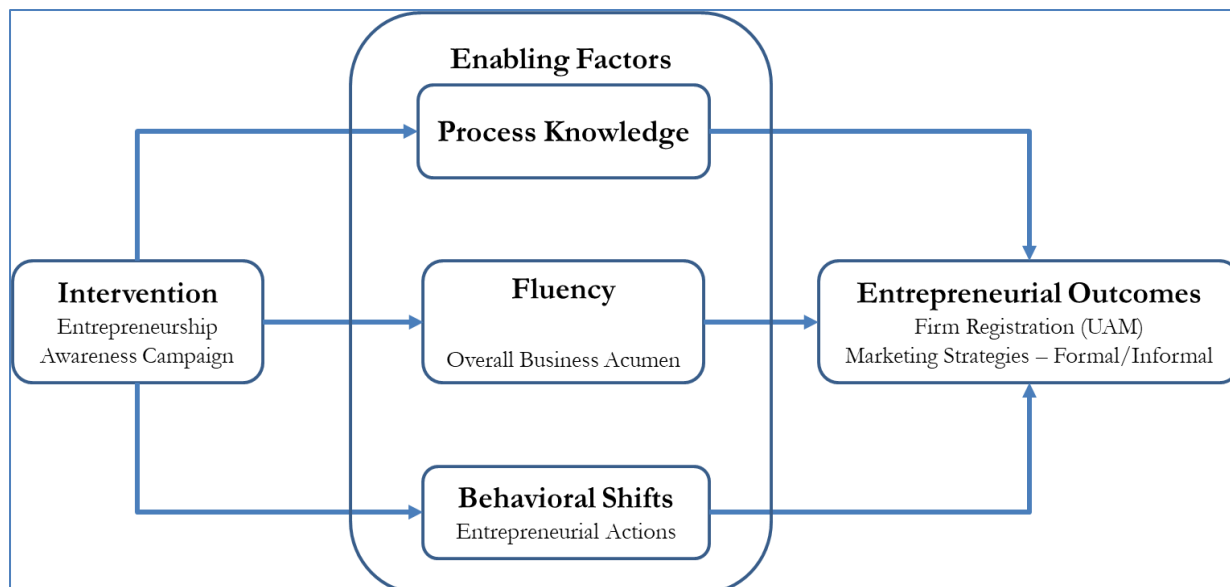 Enabling Factors
Process Knowledge
Intervention
Entrepreneurship
Awareness Campaign
Fluency
Overall Business Acumen
Entrepreneurial Outcomes
Firm Registration (UAM)
Marketing Strategies – Formal/Informal
Behavioral Shifts
Entrepreneurial Actions